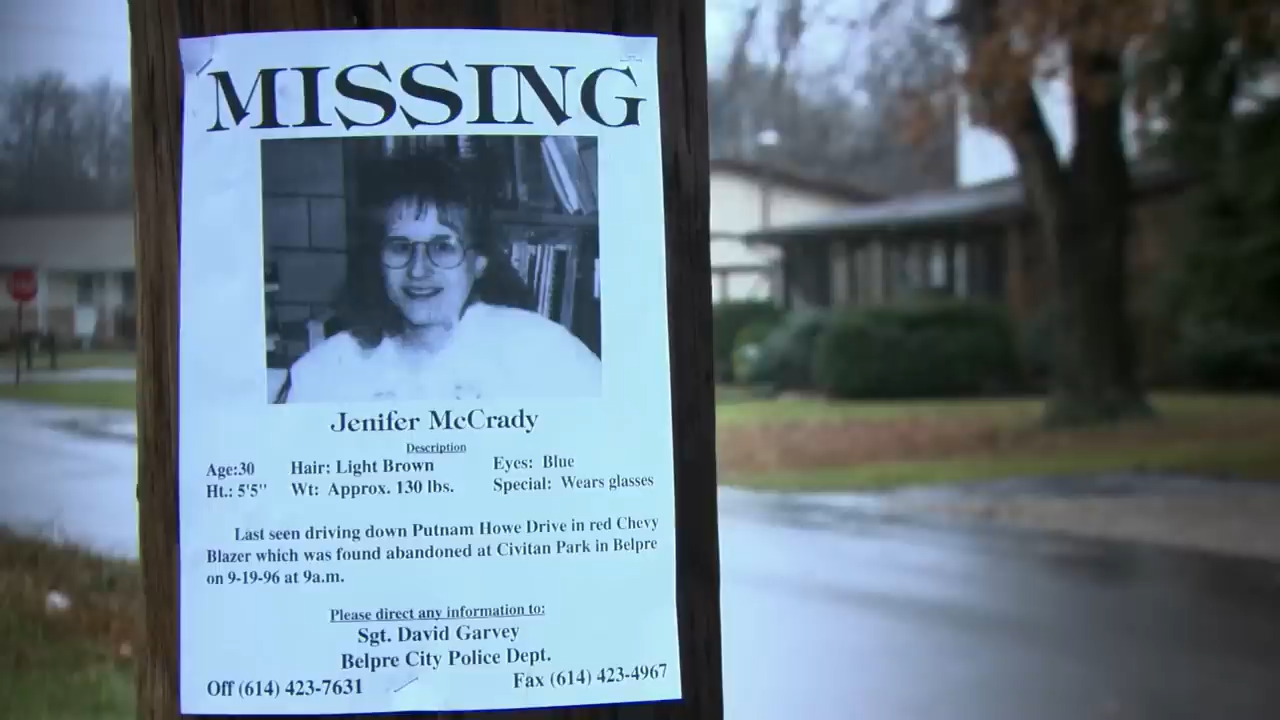 MISSING
Jenifer McCrady
Description
Age:30 Hair: Light Brown Eyes: Blue
Ht.: 5'5" Wt: Approx. 130 lbs. Special: Wears glasses
Last seen driving down Putnam Howe Drive in red Chevy
Blazer which was found abandoned at Civitan Park in Belpre
on 9-19-96 at 9a.m.
Please direct any information to:
Sgt. David Garvey
Belpre City Police Dept.
Off (614) 423-7631 Fax (614) 423-4967